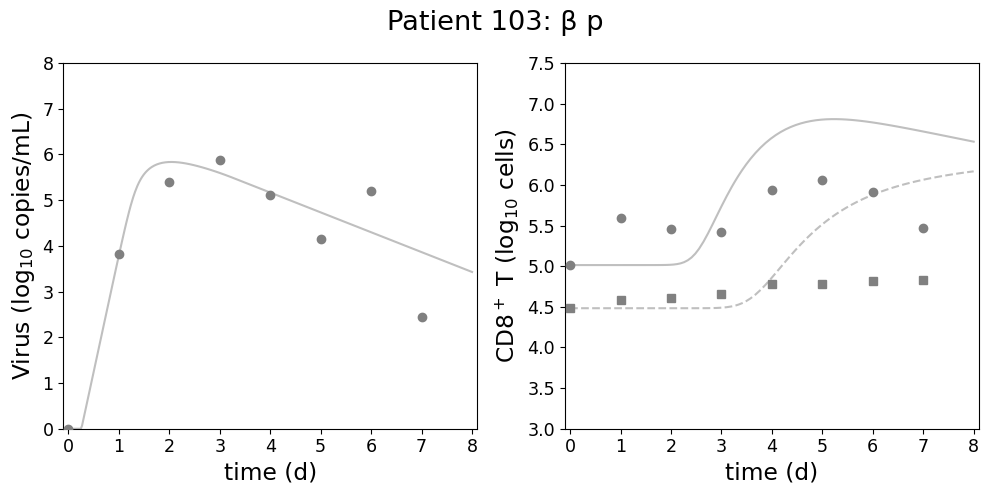 Patient 103: β p
Virus (log₁₀ copies/mL)
8
7
6
5
4
3
2
1
0
0 1 2 3 4 5 6 7 8
time (d)
CD8⁺ T (log₁₀ cells)
7.5
7.0
6.5
6.0
5.5
5.0
4.5
4.0
3.5
3.0
0 1 2 3 4 5 6 7 8
time (d)